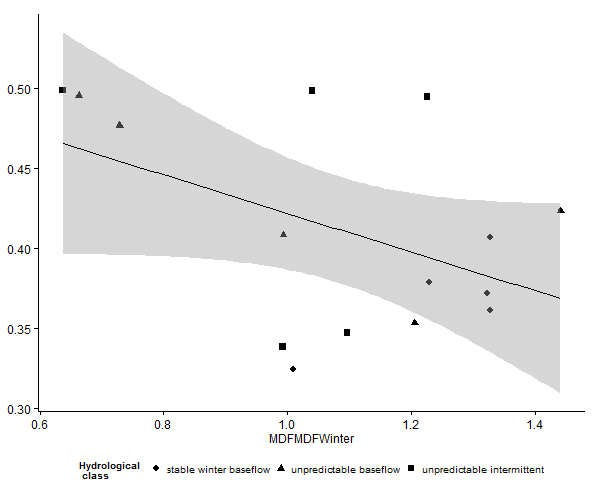 0.50
0.45
0.40
0.35
0.30
0.6 0.8 1.0 1.2 1.4
MDFMDFWinter
Hydrological
class
stable winter baseflow unpredictable baseflow unpredictable intermittent